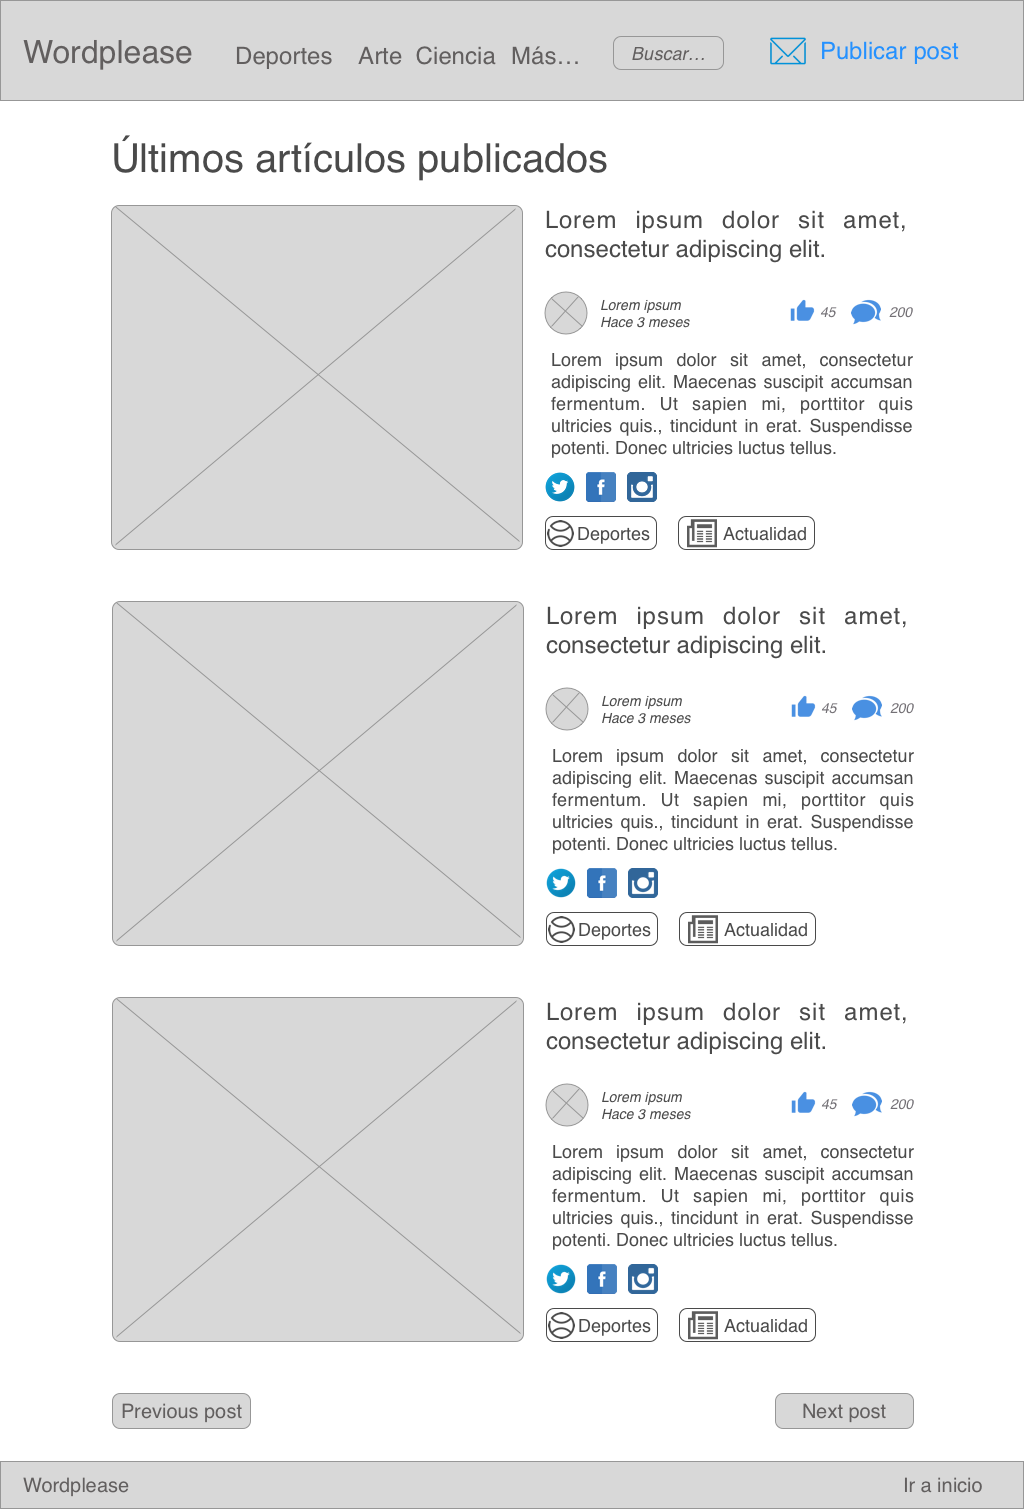 Wordplease Deportes Arte Ciencia Más... Buscar... Publicar post
Últimos artículos publicados
Lorem ipsum dolor sit amet,
consectetur adipiscing elit.
Lorem ipsum
Hace 3 meses
45 200
Lorem ipsum dolor sit amet, consectetur
adipiscing elit. Maecenas suscipit accumsan
fermentum. Ut sapien mi, porttitor quis
ultricies quis., tincidunt in erat. Suspendisse
potenti. Donec ultricies luctus tellus.
Deportes Actualidad
Lorem ipsum dolor sit amet,
consectetur adipiscing elit.
Lorem ipsum
Hace 3 meses
45 200
Lorem ipsum dolor sit amet, consectetur
adipiscing elit. Maecenas suscipit accumsan
fermentum. Ut sapien mi, porttitor quis
ultricies quis., tincidunt in erat. Suspendisse
potenti. Donec ultricies luctus tellus.
Deportes Actualidad
Lorem ipsum dolor sit amet,
consectetur adipiscing elit.
Lorem ipsum
Hace 3 meses
45 200
Lorem ipsum dolor sit amet, consectetur
adipiscing elit. Maecenas suscipit accumsan
fermentum. Ut sapien mi, porttitor quis
ultricies quis., tincidunt in erat. Suspendisse
potenti. Donec ultricies luctus tellus.
Deportes Actualidad
Previous post Next post
Wordplease Ir a inicio